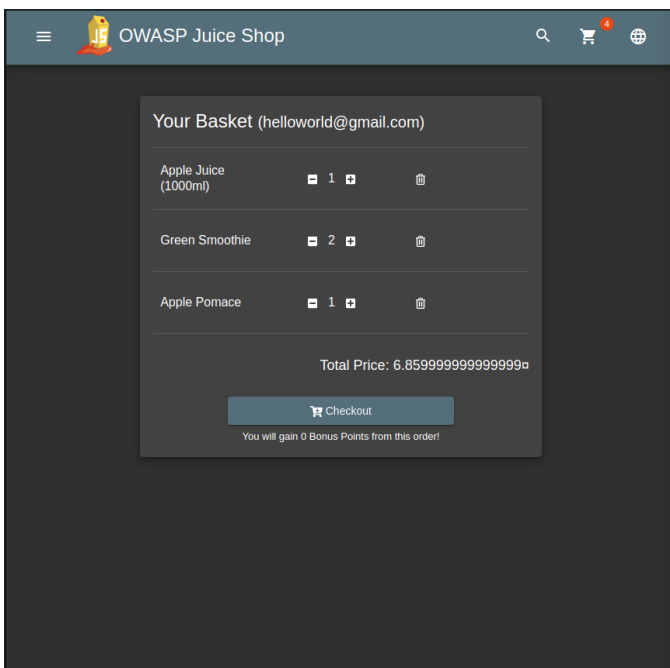 OWASP Juice Shop
4
Your Basket (helloworld@gmail.com)
Apple Juice
(1000ml)
1
Green Smoothie
2
Apple Pomace
1
Total Price: 6.859999999999999¤
Checkout
You will gain 0 Bonus Points from this order!